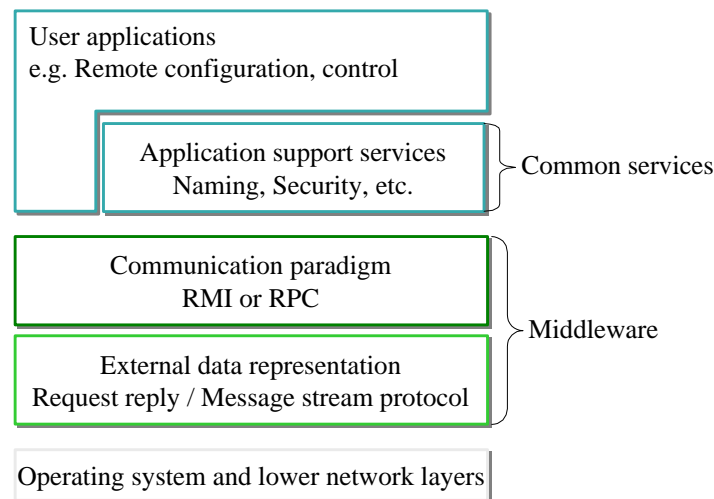 User applications
e.g. Remote configuration, control
Application support services
Naming, Security, etc.
Common services
Communication paradigm
RMI or RPC
Middleware
External data representation
Request reply / Message stream protocol
Operating system and lower network layers